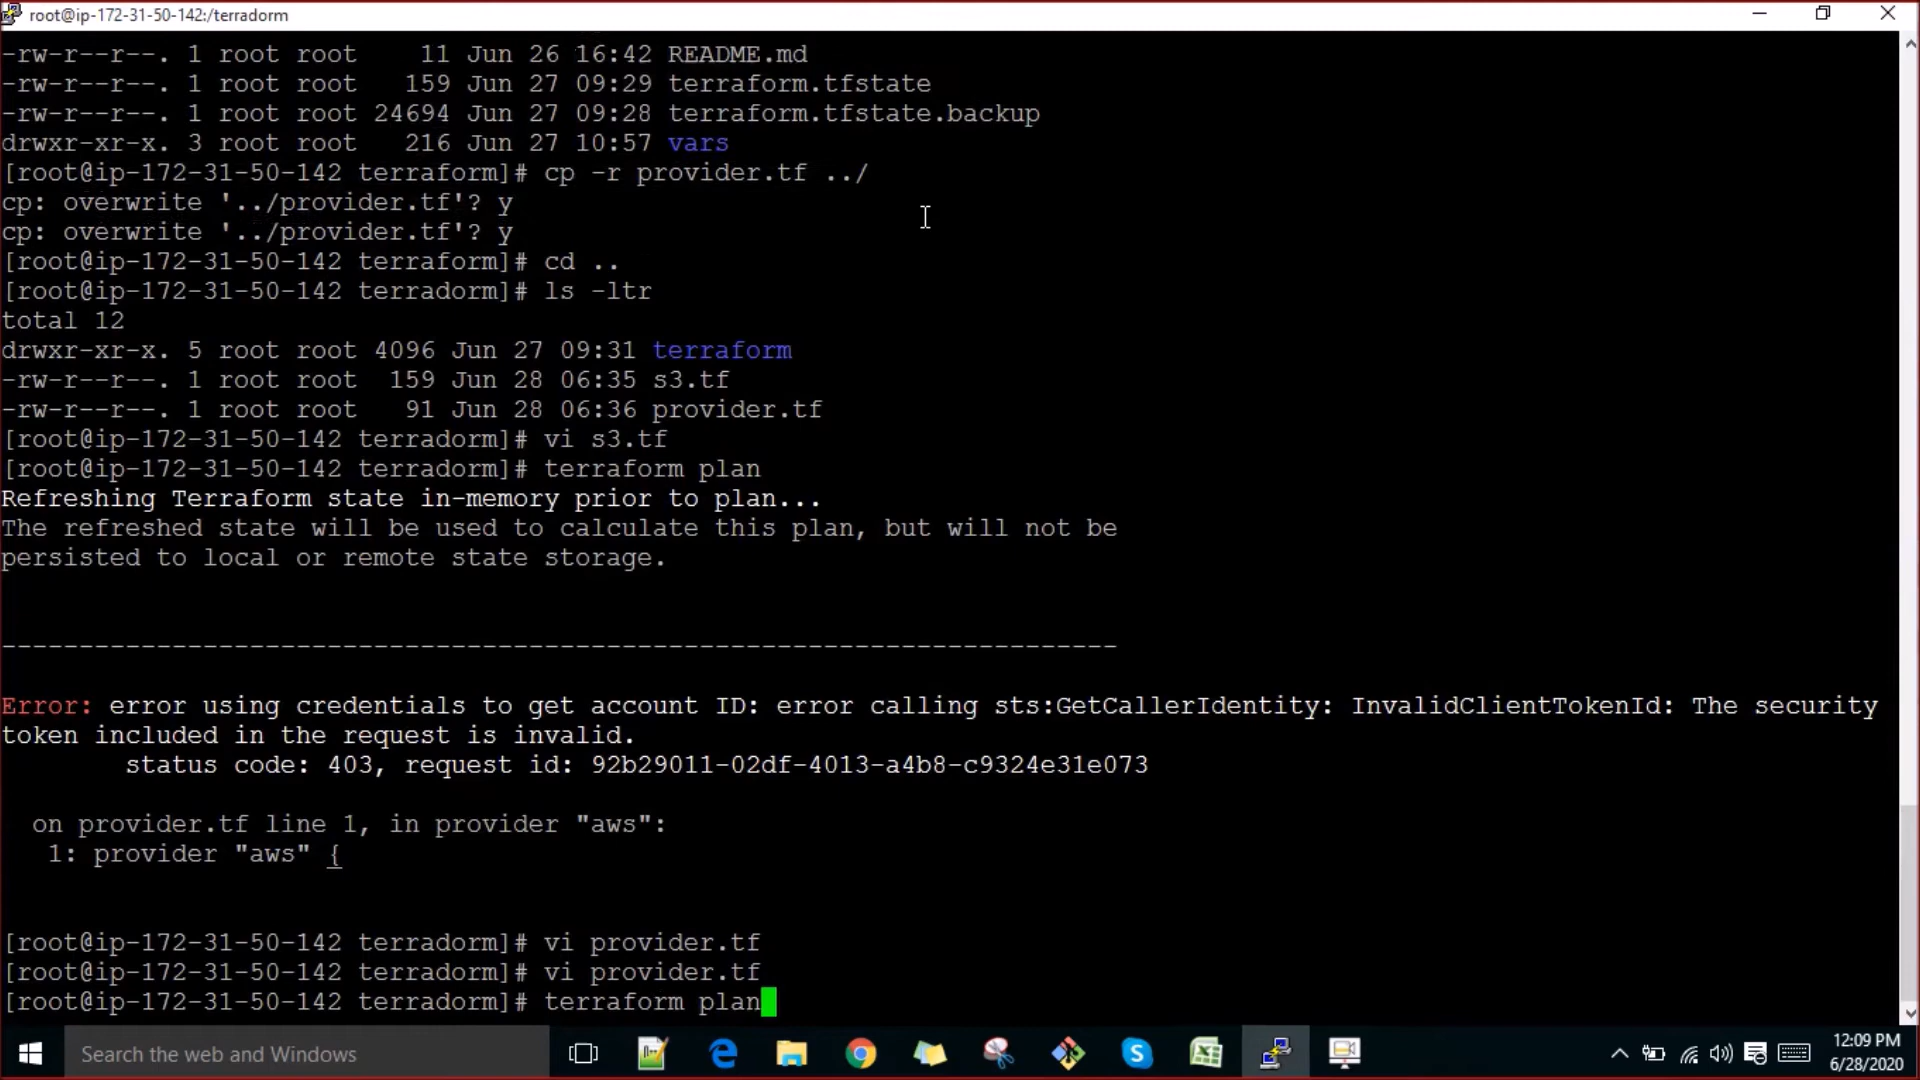 root@ip-172-31-50-142:/terradorm
-rw-r--r--. 1 root root    11 Jun 26 16:42 README.md
-rw-r--r--. 1 root root   159 Jun 27 09:29 terraform.tfstate
-rw-r--r--. 1 root root 24694 Jun 27 09:28 terraform.tfstate.backup
drwxr-xr-x. 3 root root   216 Jun 27 10:57 vars
[root@ip-172-31-50-142 terraform]# cp -r provider.tf ../
cp: overwrite '../provider.tf'? y
cp: overwrite '../provider.tf'? y
[root@ip-172-31-50-142 terraform]# cd ..
[root@ip-172-31-50-142 terradorm]# ls -ltr
total 12
drwxr-xr-x. 5 root root 4096 Jun 27 09:31 terraform
-rw-r--r--. 1 root root  159 Jun 28 06:35 s3.tf
-rw-r--r--. 1 root root   91 Jun 28 06:36 provider.tf
[root@ip-172-31-50-142 terradorm]# vi s3.tf
[root@ip-172-31-50-142 terradorm]# terraform plan
Refreshing Terraform state in-memory prior to plan...
The refreshed state will be used to calculate this plan, but will not be
persisted to local or remote state storage.
------------------------------------------------------------------------
Error: error using credentials to get account ID: error calling sts:GetCallerIdentity: InvalidClientTokenId: The security
token included in the request is invalid.
        status code: 403, request id: 92b29011-02df-4013-a4b8-c9324e31e073
  on provider.tf line 1, in provider "aws":
   1: provider "aws" {
[root@ip-172-31-50-142 terradorm]# vi provider.tf
[root@ip-172-31-50-142 terradorm]# vi provider.tf
[root@ip-172-31-50-142 terradorm]# terraform plan
Search the web and Windows
12:09 PM
6/28/2020